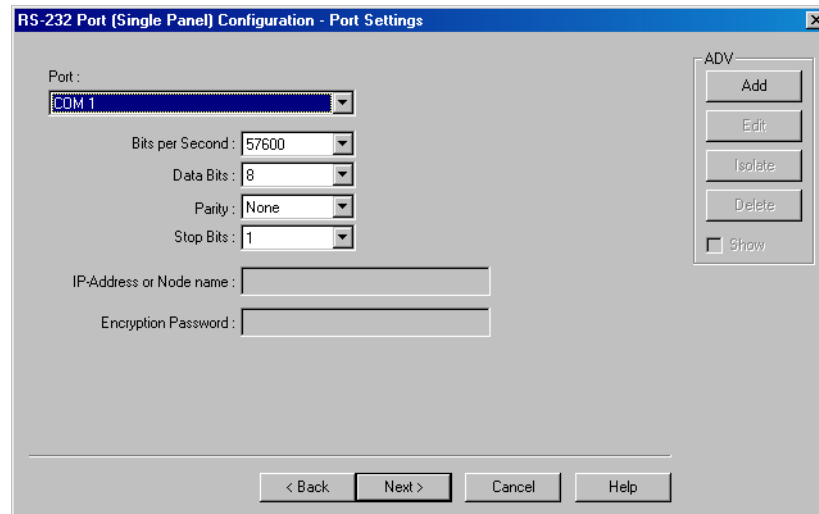 RS-232 Port (Single Panel) Configuration - Port Settings
Port :
COM 1
Bits per Second : 57600
Data Bits : 8
Parity : None
Stop Bits : 1
IP-Address or Node name :
Encryption Password :
ADV
Add
Edit
Isolate
Delete
Show
< Back
Next >
Cancel
Help